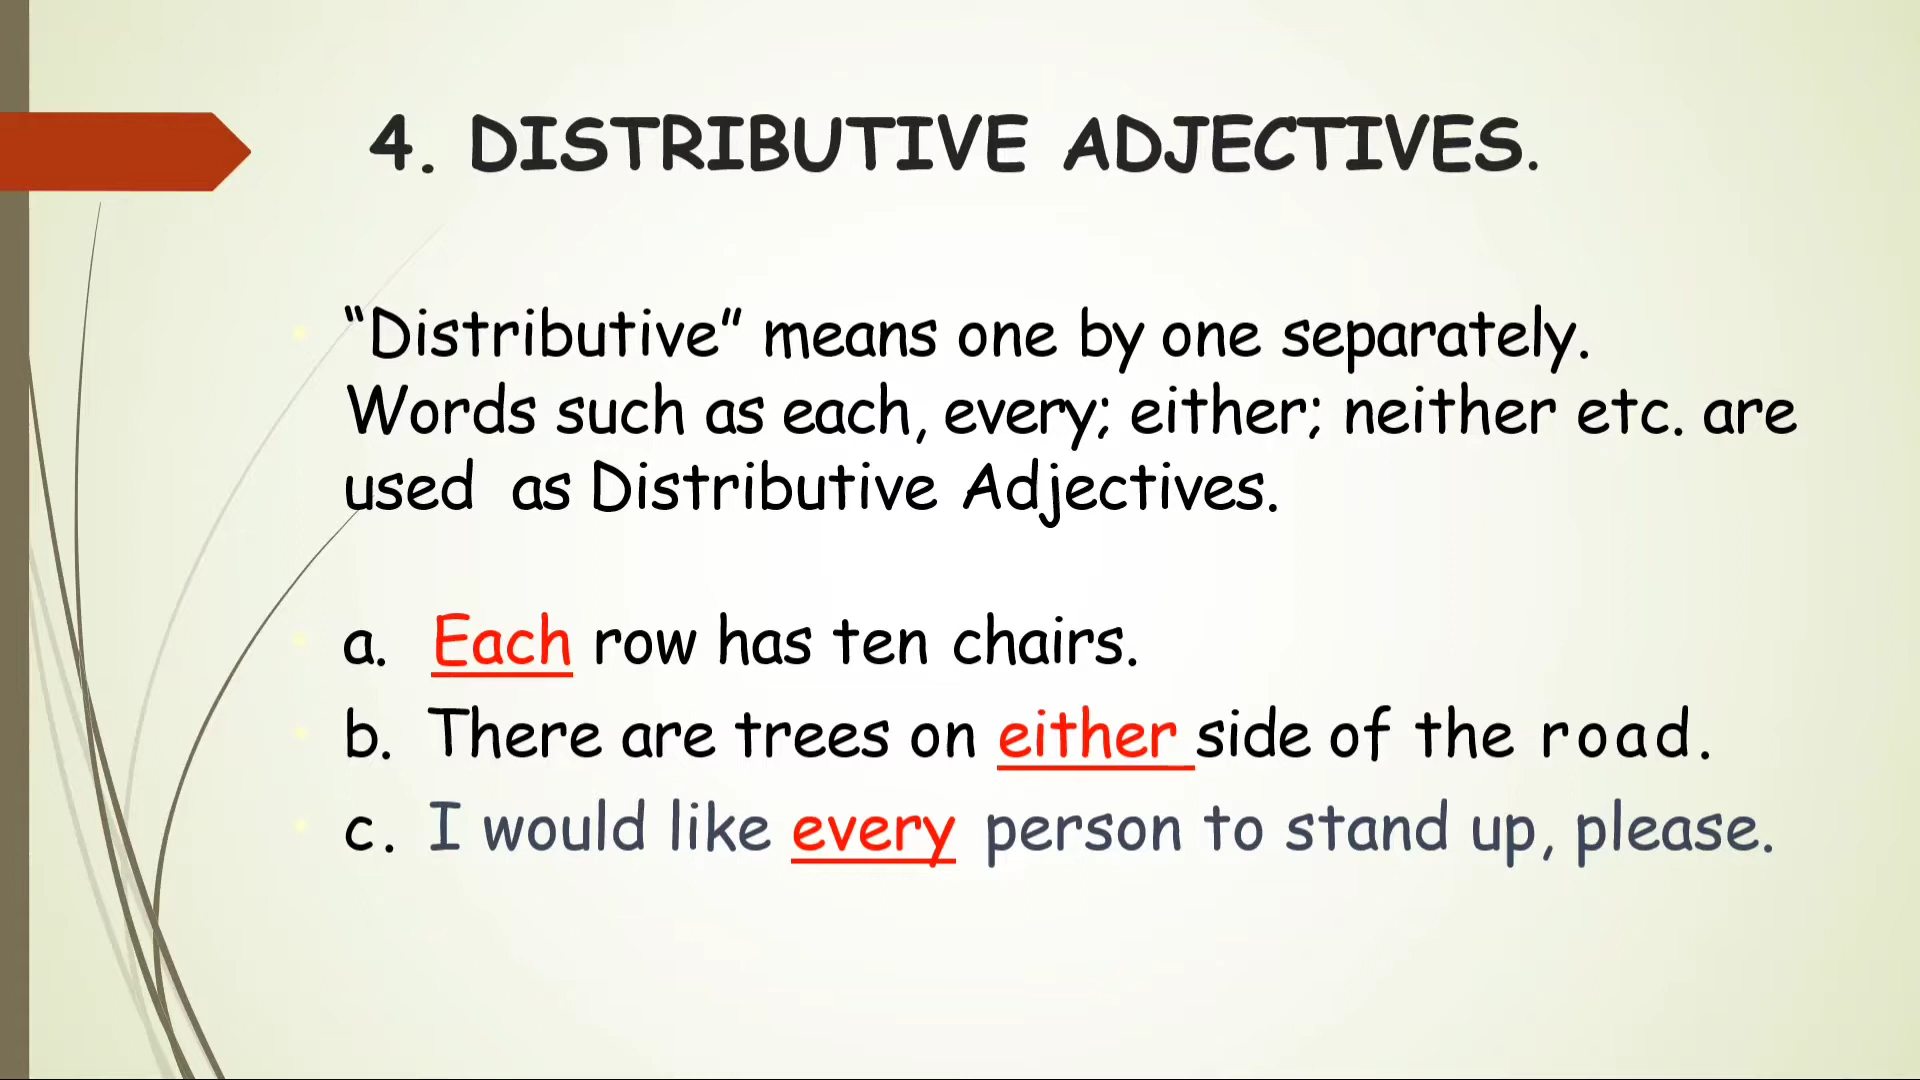 4. DISTRIBUTIVE ADJECTIVES.
“Distributive” means one by one separately.
Words such as each, every; either; neither etc. are
used as Distributive Adjectives.
a. Each row has ten chairs.
b. There are trees on either side of the road.
c. I would like every person to stand up, please.